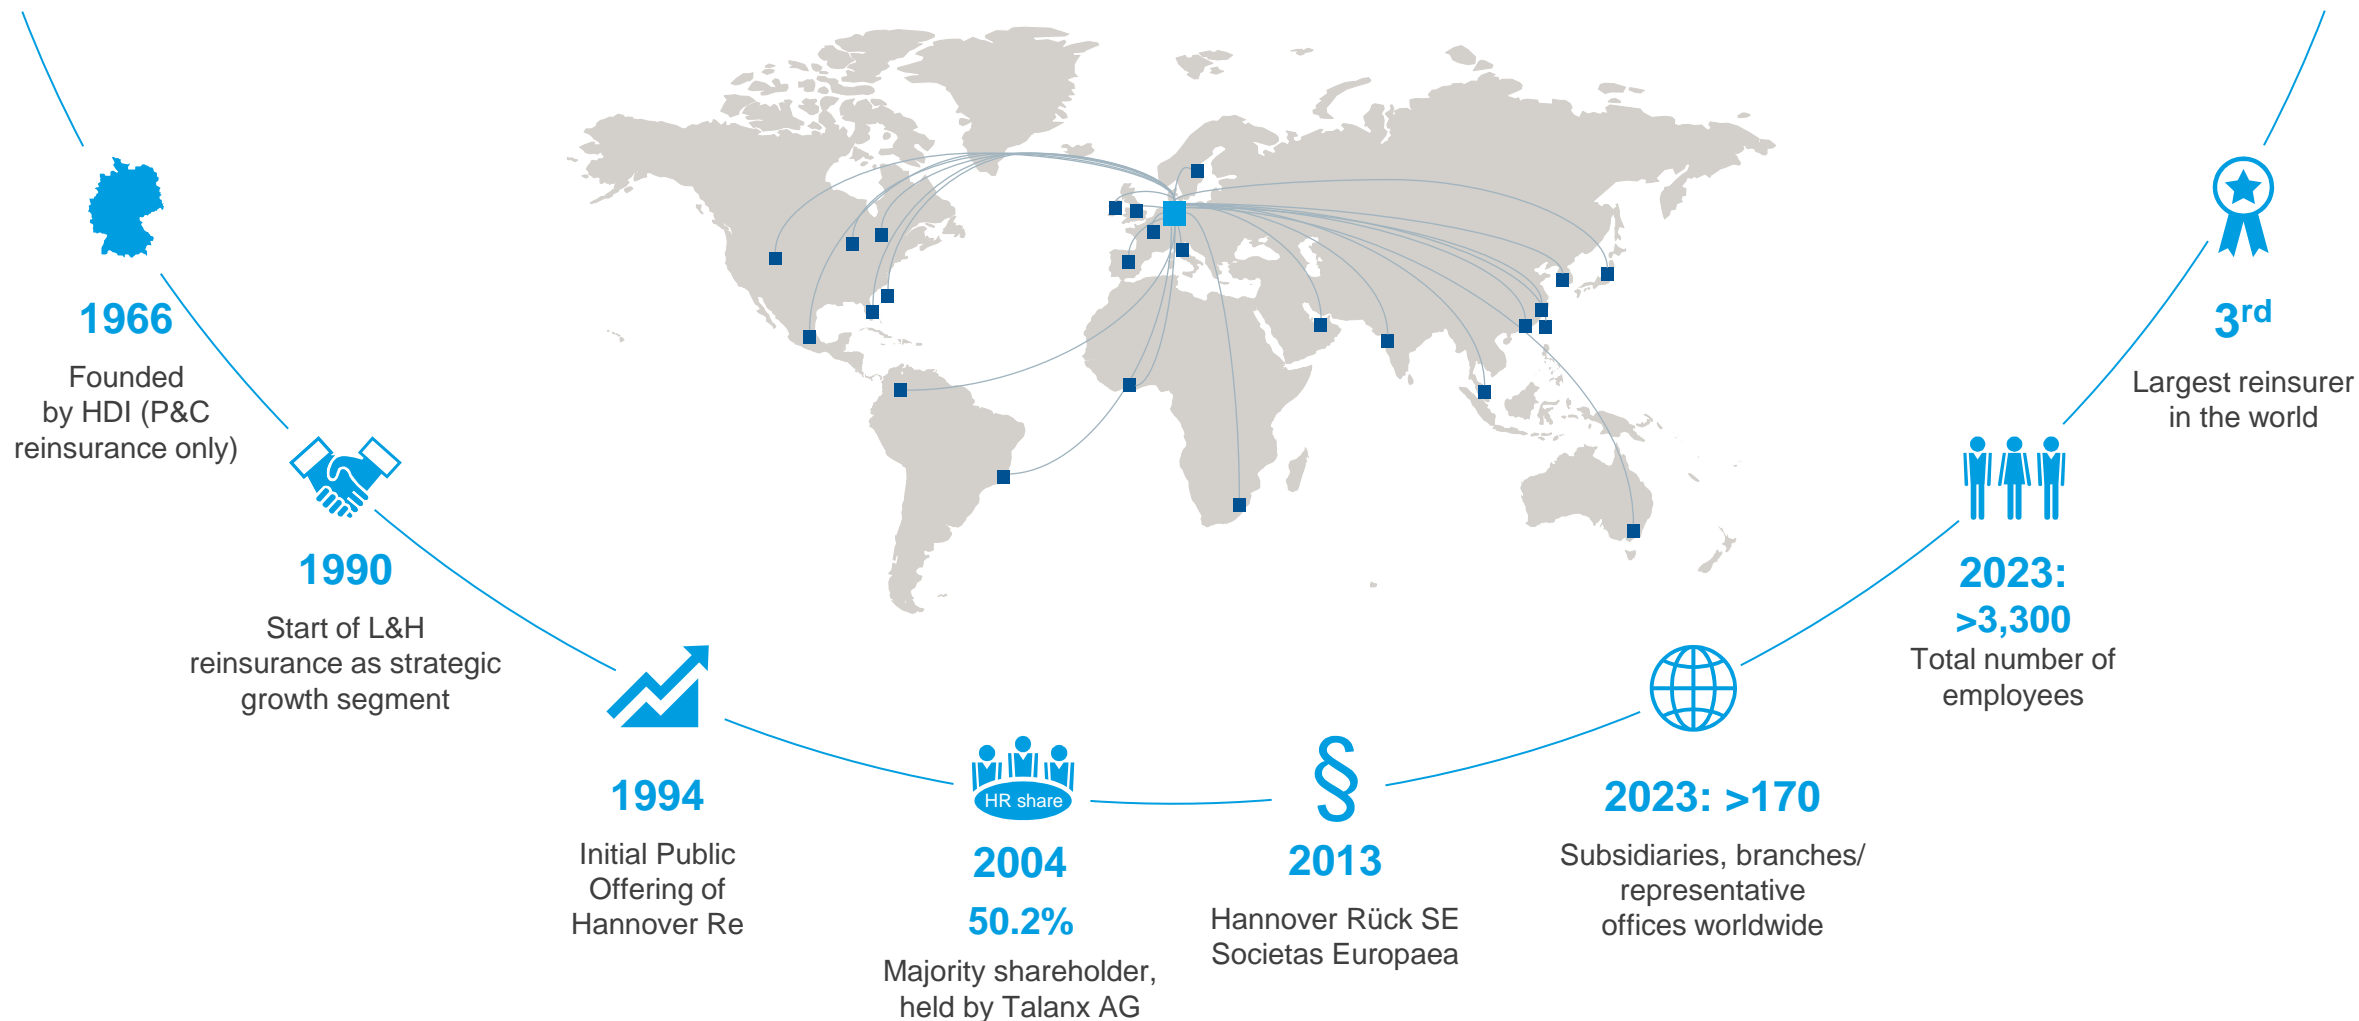 1966
Founded
by HDI (P&C
reinsurance only)
1990
Start of L&H
reinsurance as strategic
growth segment
1994
Initial Public
Offering of
Hannover Re
HR share
2004
50.2%
Majority shareholder,
held by Talanx AG
§
2013
Hannover Rück SE
Societas Europaea
2023: >170
Subsidiaries, branches/
representative
offices worldwide
2023:
>3,300
Total number of
employees
3rd
Largest reinsurer
in the world